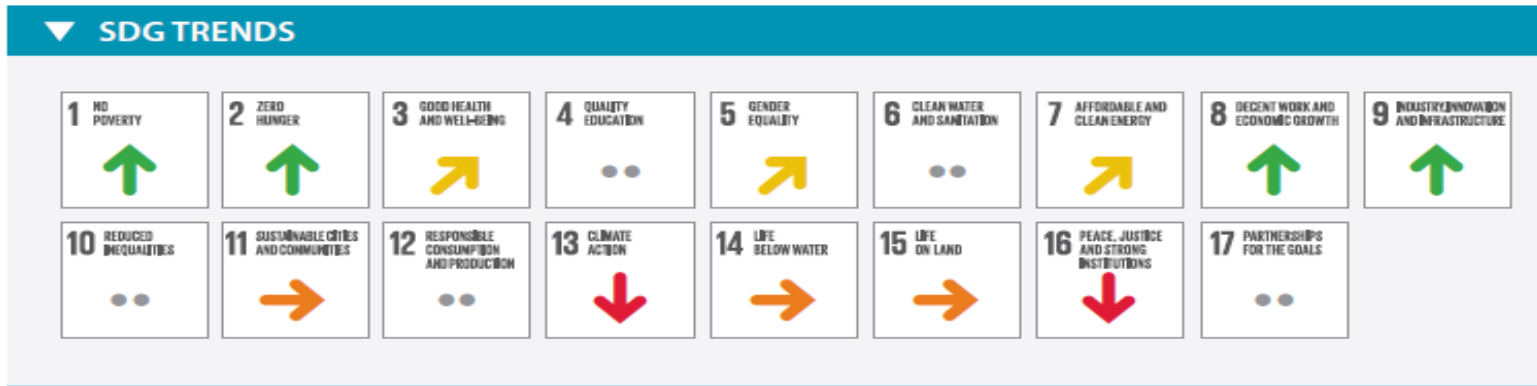 SDG TRENDS
1 NO
POVERTY
2 ZERO
HUNGER
3 GOOD HEALTH
AND WELL-BEING
4 QUALITY
EDUCATION
5 GENDER
EQUALITY
6 CLEAN WATER
AND SANITATION
7 AFFORDABLE AND
CLEAN ENERGY
8 DECENT WORK AND
ECONOMIC GROWTH
9 INDUSTRY, INNOVATION
AND INFRASTRUCTURE
10 REDUCED
INEQUALITIES
11 SUSTAINABLE CITIES
AND COMMUNITIES
12 RESPONSIBLE
CONSUMPTION
AND PRODUCTION
13 CLIMATE
ACTION
14 LIFE
BELOW WATER
15 LIFE
ON LAND
16 PEACE, JUSTICE
AND STRONG
INSTITUTIONS
17 PARTNERSHIPS
FOR THE GOALS